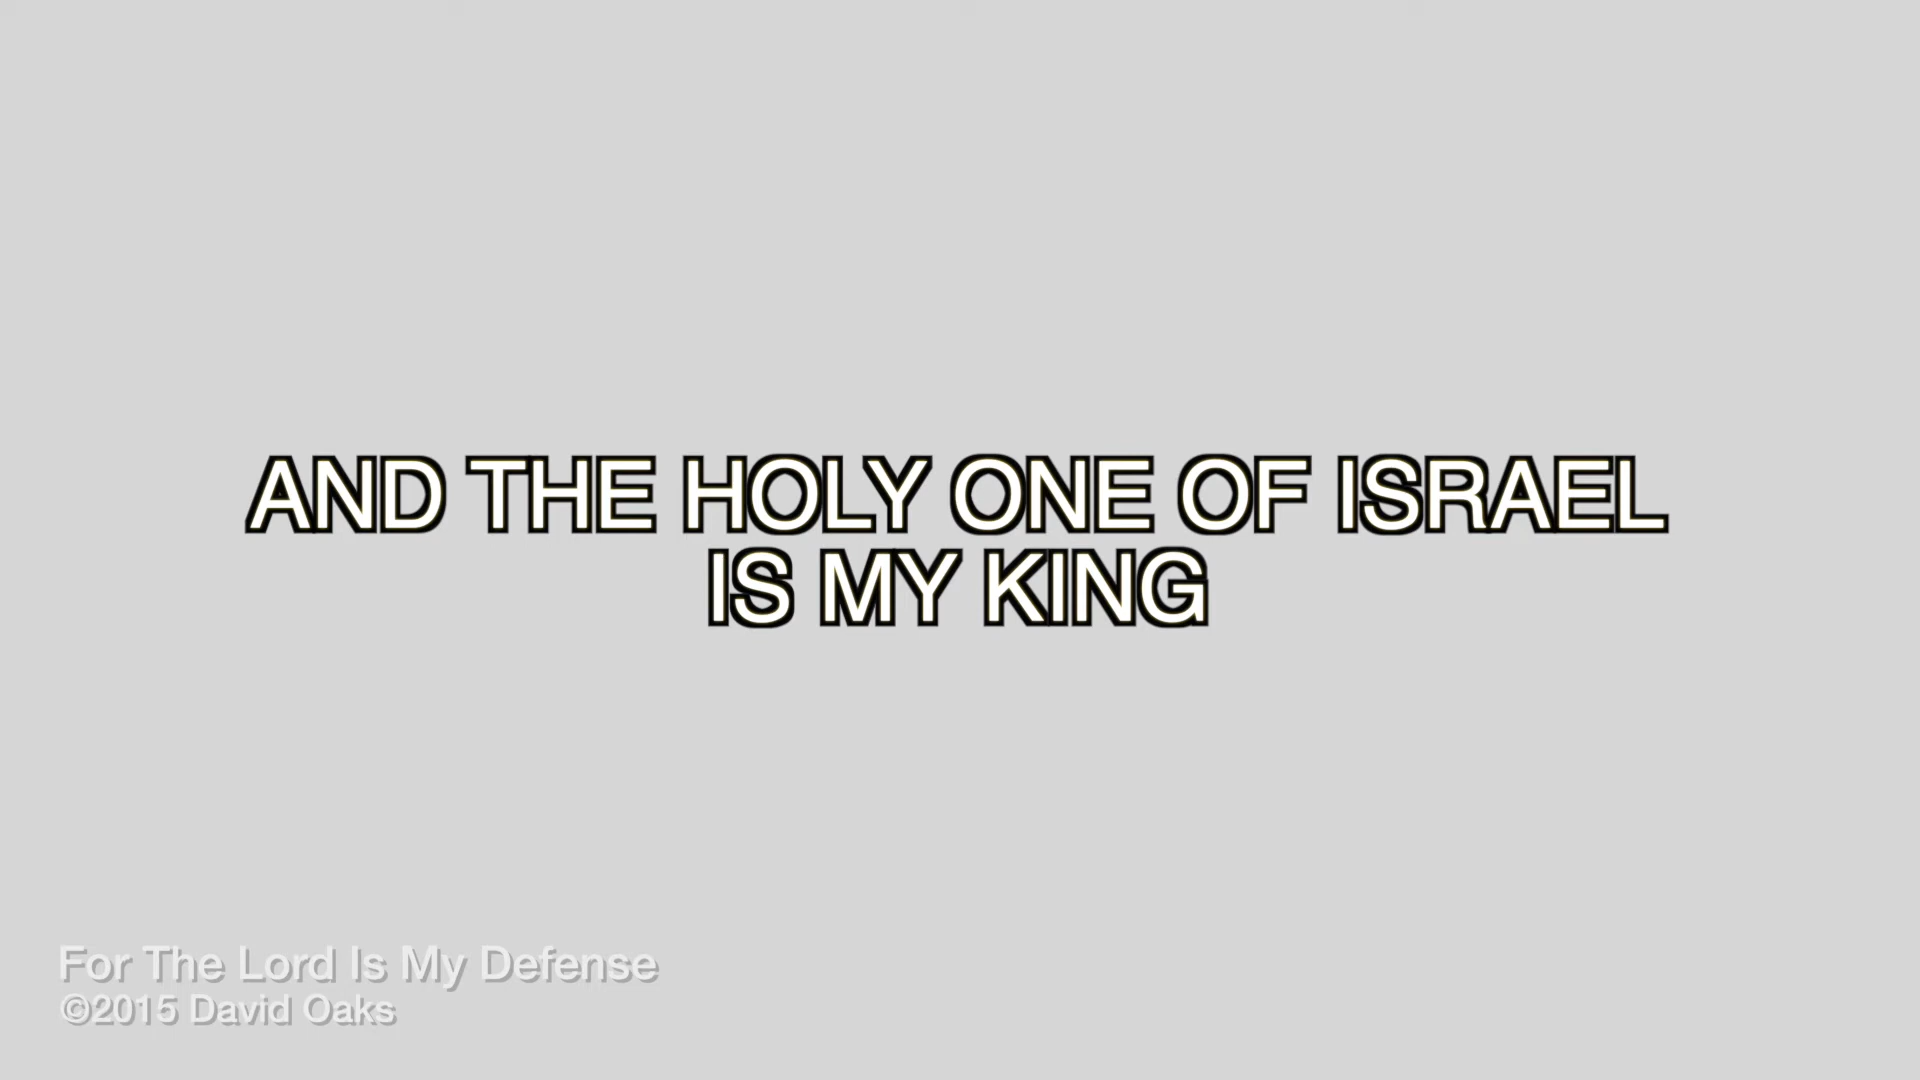 AND THE HOLY ONE OF ISRAEL
IS MY KING
For The Lord Is My Defense
©2015 David Oaks